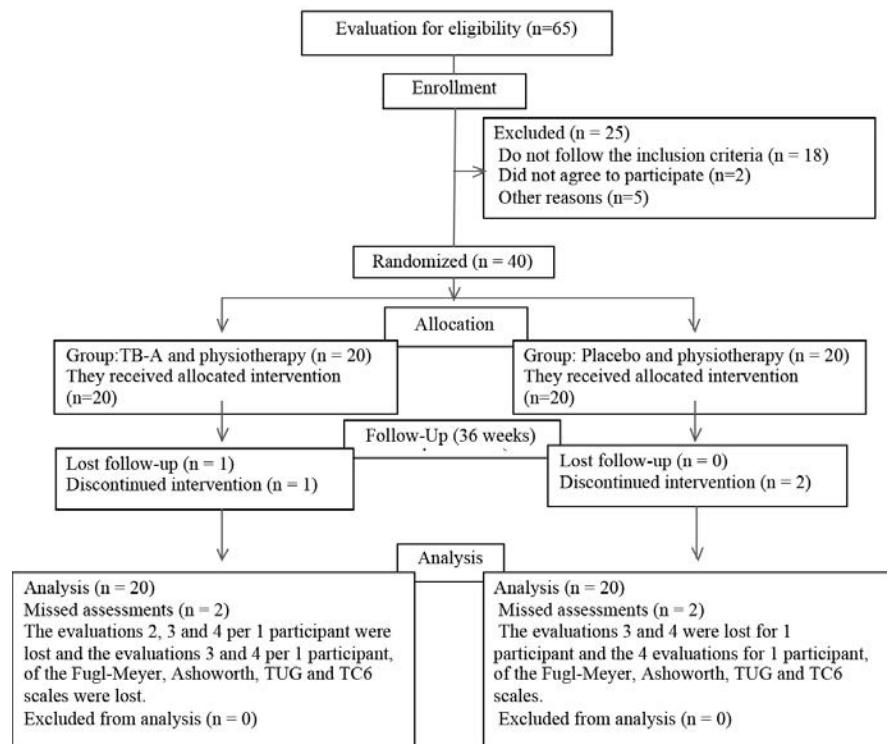 Evaluation for eligibility (n=65)
Enrollment
Excluded (n = 25)
Do not follow the inclusion criteria (n = 18)
Did not agree to participate (n=2)
Other reasons (n=5)
Randomized (n = 40)
Allocation
Group:TB-A and physiotherapy (n = 20)
They received allocated intervention
(n=20)
Group: Placebo and physiotherapy (n = 20)
They received allocated intervention
(n=20)
Follow-Up (36 weeks)
Lost follow-up (n = 1)
Discontinued intervention (n = 1)
Lost follow-up (n = 0)
Discontinued intervention (n = 2)
Analysis
Analysis (n = 20)
Missed assessments (n = 2)
The evaluations 2, 3 and 4 per 1 participant were
lost and the evaluations 3 and 4 per 1 participant,
of the Fugl-Meyer, Ashoworth, TUG and TC6
scales were lost.
Excluded from analysis (n = 0)
Analysis (n = 20)
Missed assessments (n = 2)
The evaluations 3 and 4 were lost for 1
participant and the 4 evaluations for 1 participant,
of the Fugl-Meyer, Ashoworth, TUG and TC6
scales.
Excluded from analysis (n = 0)